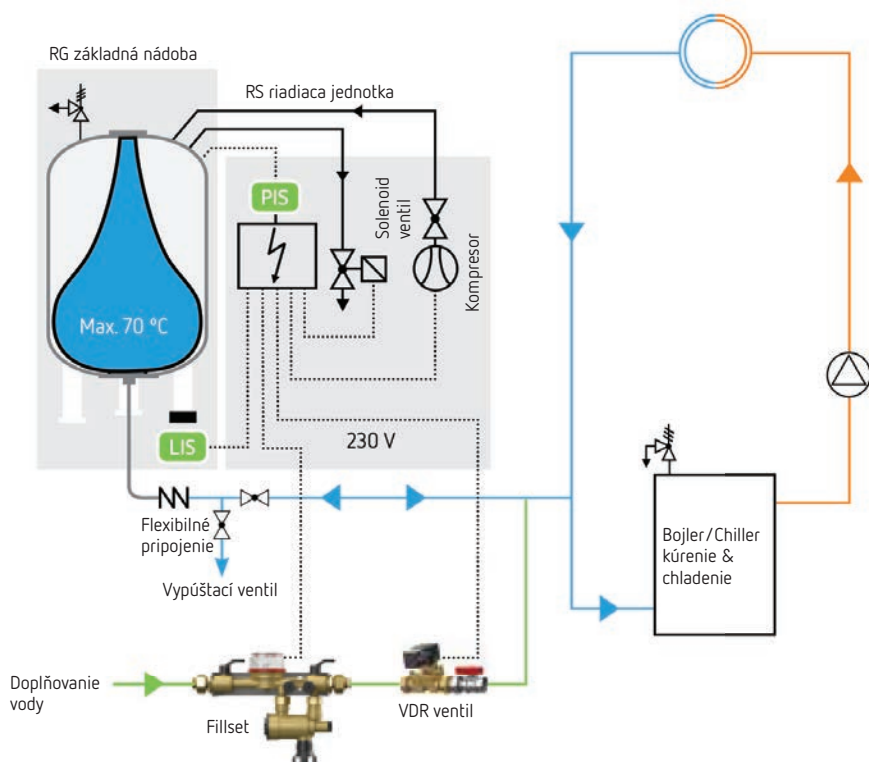 RG základná nádoba
RS riadiaca jednotka
PIS
Solenoid
ventil
Kompresor
Max. 70 °C
LIS
230 V
Flexibilné
pripojenie
Vypúštací ventil
Bojler/Chiller
kúrenie &
chladenie
Doplňovanie
vody
Fillset
VDR ventil